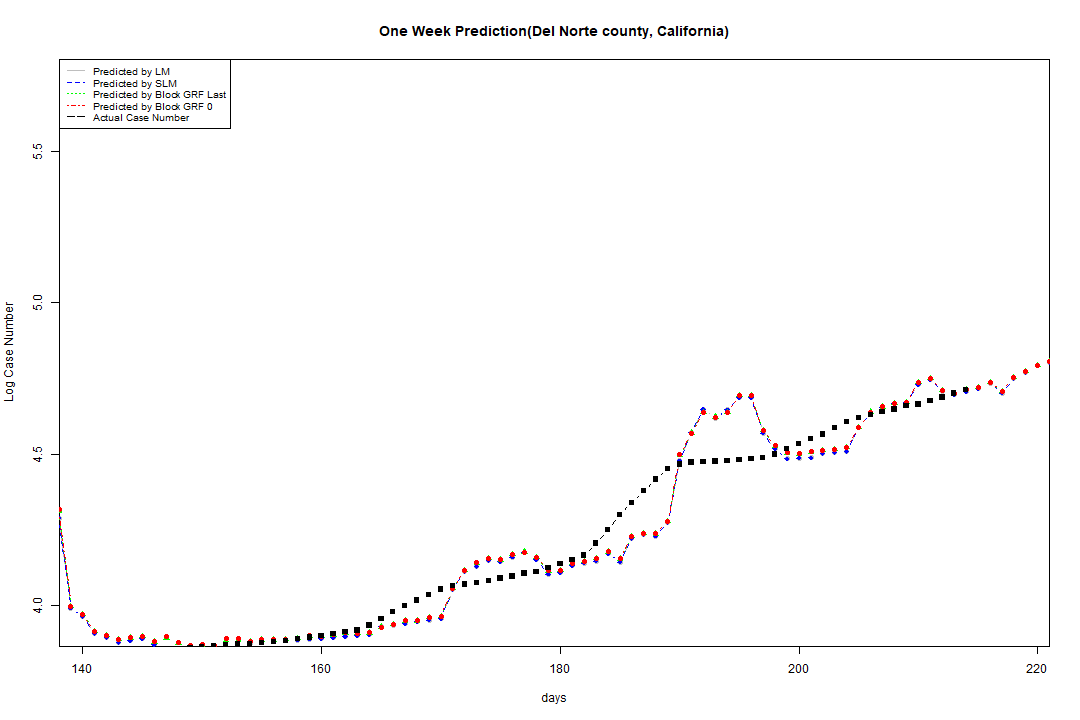 One Week Prediction(Del Norte county, California)
Predicted by LM
Predicted by SLM
Predicted by Block GRF Last
Predicted by Block GRF 0
Actual Case Number
5.5
5.0
4.5
4.0
Log Case Number
140 160 180 200 220
days